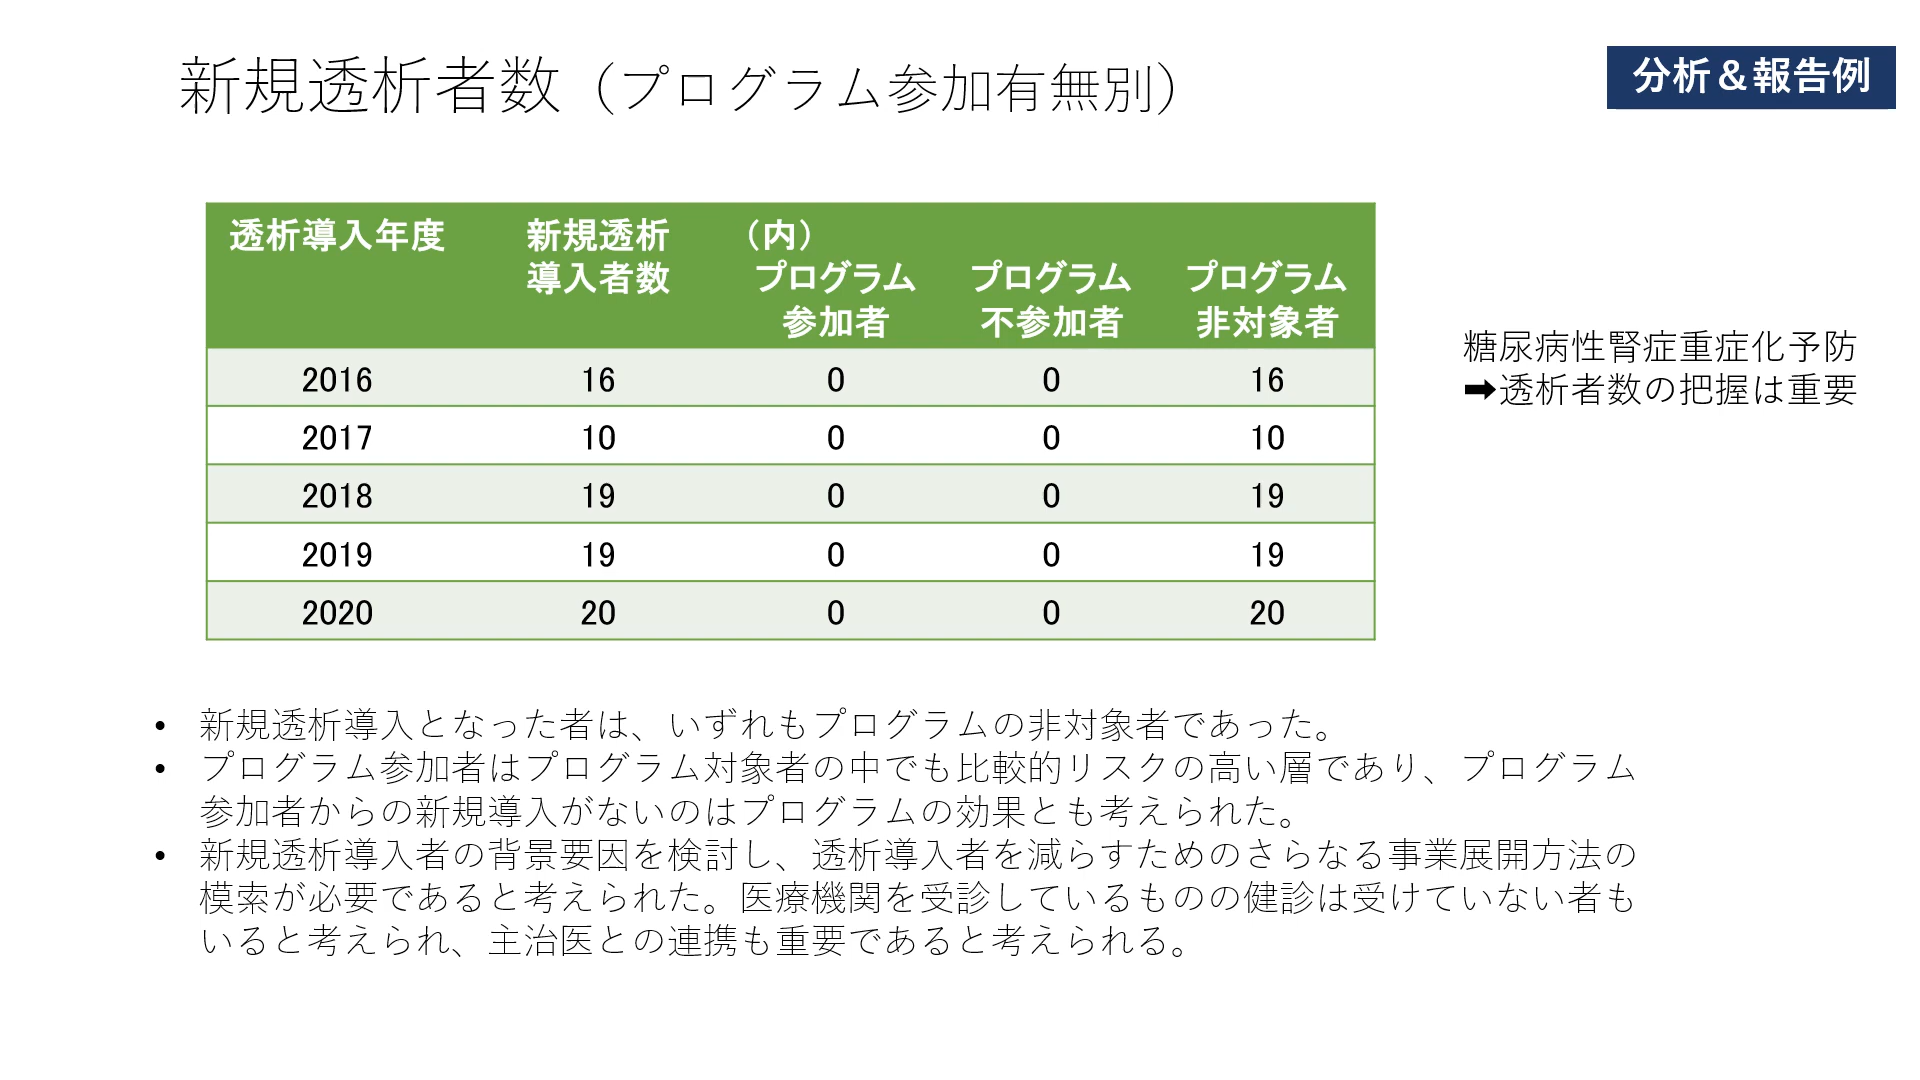 新規透析者数（プログラム参加有無別）
分析＆報告例
透析導入年度 新規透析導入者数 （内）プログラム参加者 プログラム不参加者 プログラム非対象者
2016 16 0 0 16
2017 10 0 0 10
2018 19 0 0 19
2019 19 0 0 19
2020 20 0 0 20
糖尿病性腎症重症化予防
➡透析者数の把握は重要
• 新規透析導入となった者は、いずれもプログラムの非対象者であった。
• プログラム参加者はプログラム対象者の中でも比較的リスクの高い層であり、プログラム
参加者からの新規導入がないのはプログラムの効果とも考えられた。
• 新規透析導入者の背景要因を検討し、透析導入者を減らすためのさらなる事業展開方法の
模索が必要であると考えられた。医療機関を受診しているものの健診は受けていない者も
いると考えられ、主治医との連携も重要であると考えられる。